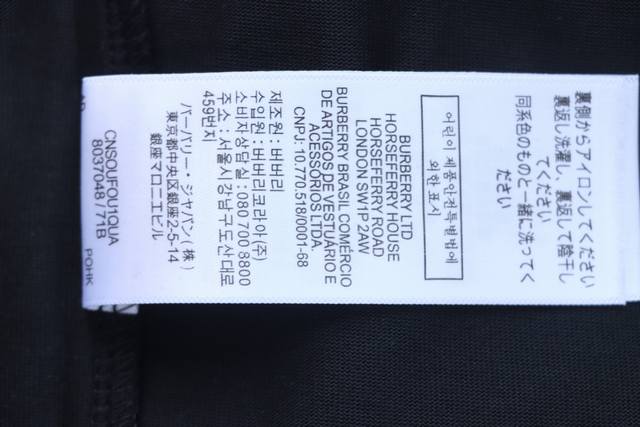 裏側からアイロンしてください
裏返し洗濯し、裏返して陰干し
てください
同系色のものと一緒に洗ってく
ださい
어린이 제품안전특별법에
의한 표시
BURBERRY LTD
HORSEFERRY HOUSE
HORSEFERRY ROAD
LONDON SW1P 2AW
BURBERRY BRASIL COMERCIO
DE ARTIGOS DE VESTUÁRIO E
ACESSÓRIOS LTDA.
CNPJ: 10.770.518/0001-68
제조원 : 버버리
수입원 : 버버리코리아(주)
소비자상담실 : 080 700 8800
주소 : 서울시강남구도산대로
459번지
バーバリー・ジャパン(株)
東京都中央区銀座2-5-14
銀座マロニエビル
CNSOUFOU1QUA
8037048 / 71B
POHK